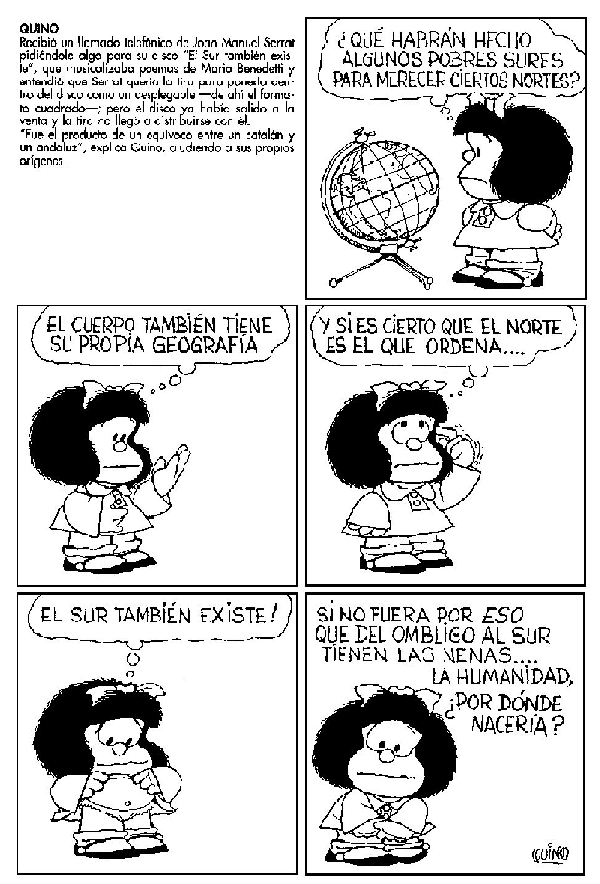 QUINO
Recibió un llamado telefónico de Joan Manuel Serrat
pidiéndole algo para su disco "El Sur también exis-
te", que musicalizaba poemas de Mario Benedetti y
entendió que Serrat quería la tira para ponerla den-
tro del disco como un desplegable —de ahí el forma-
to cuadrado—; pero el disco ya había salido a la
venta y la tira no llegó a distribuirse con él.
"Fue el producto de un equívoco entre un catalán y
un andaluz", explica Quino, aludiendo a sus propios
orígenes
¿QUÉ HABRÁN HECHO
ALGUNOS POBRES SURES
PARA MERECER CIERTOS NORTES?
EL CUERPO TAMBIÉN TIENE
SU PROPIA GEOGRAFÍA
Y SI ES CIERTO QUE EL NORTE
ES EL QUE ORDENA....
EL SUR TAMBIÉN EXISTE!
SI NO FUERA POR ESO
QUE DEL OMBLIGO AL SUR
TIENEN LAS NENAS....
LA HUMANIDAD,
¿POR DÓNDE
NACERÍA?
QUINO